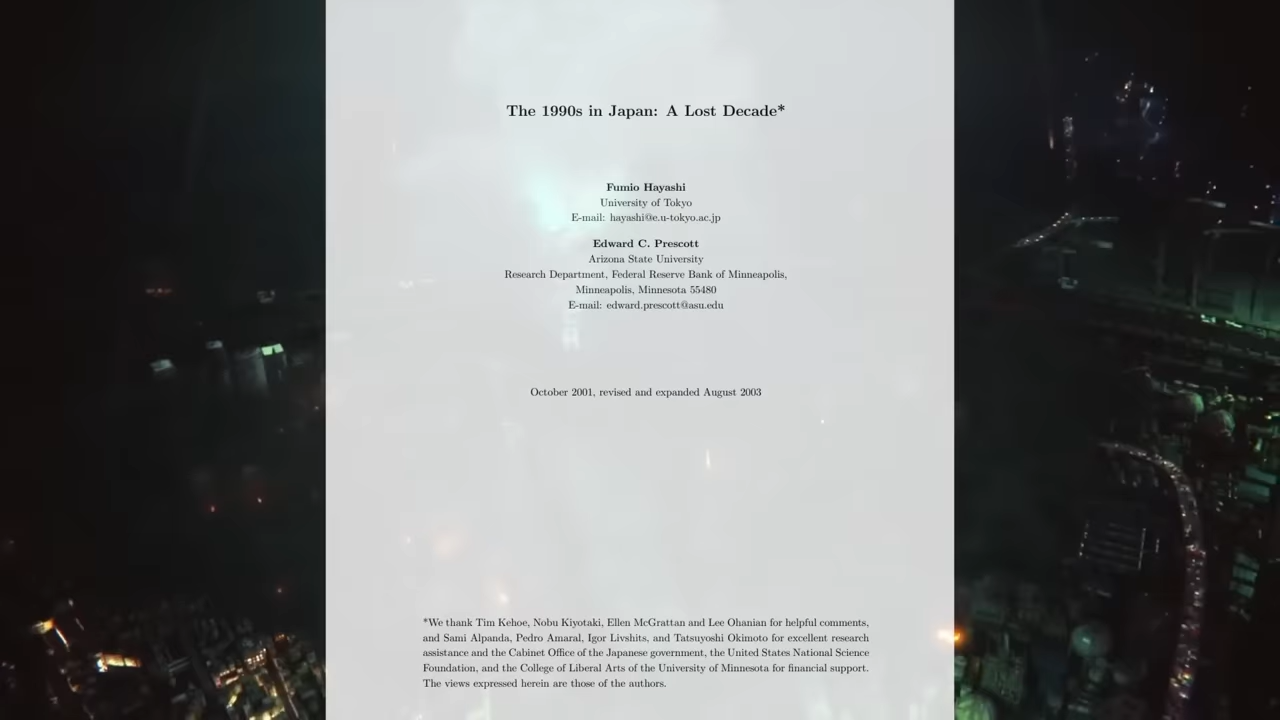 The 1990s in Japan: A Lost Decade*
Fumio Hayashi
University of Tokyo
E-mail: hayashi@e.u-tokyo.ac.jp
Edward C. Prescott
Arizona State University
Research Department, Federal Reserve Bank of Minneapolis,
Minneapolis, Minnesota 55480
E-mail: edward.prescott@asu.edu
October 2001, revised and expanded August 2003
*We thank Tim Kehoe, Nobu Kiyotaki, Ellen McGrattan and Lee Ohanian for helpful comments,
and Sami Alpanda, Pedro Amaral, Igor Livshits, and Tatsuyoshi Okimoto for excellent research
assistance and the Cabinet Office of the Japanese government, the United States National Science
Foundation, and the College of Liberal Arts of the University of Minnesota for financial support.
The views expressed herein are those of the authors.